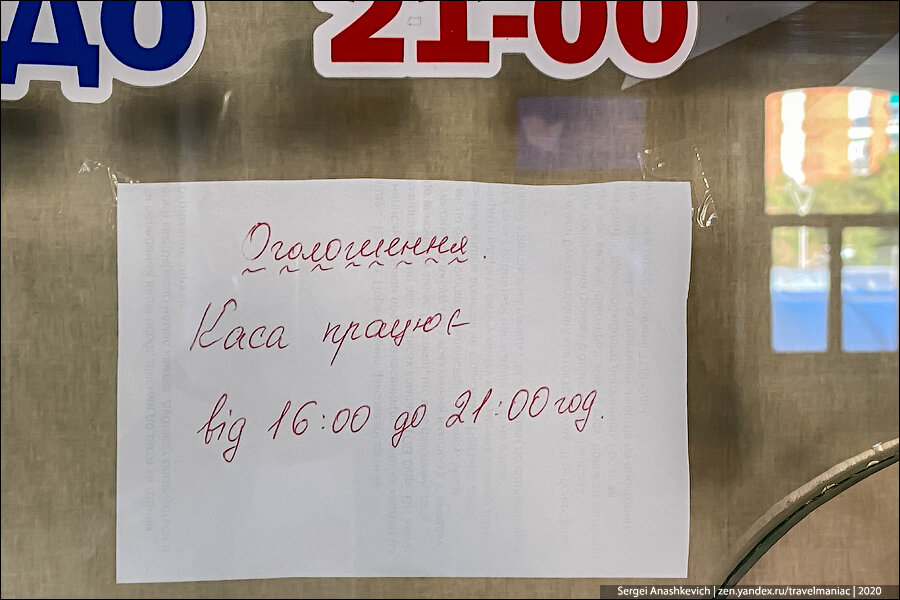 ДО 21-00
Оголошення.
Каса працює
від 16:00 до 21:00 год.
Sergei Anashkevich | zen.yandex.ru/travelmaniac | 2020